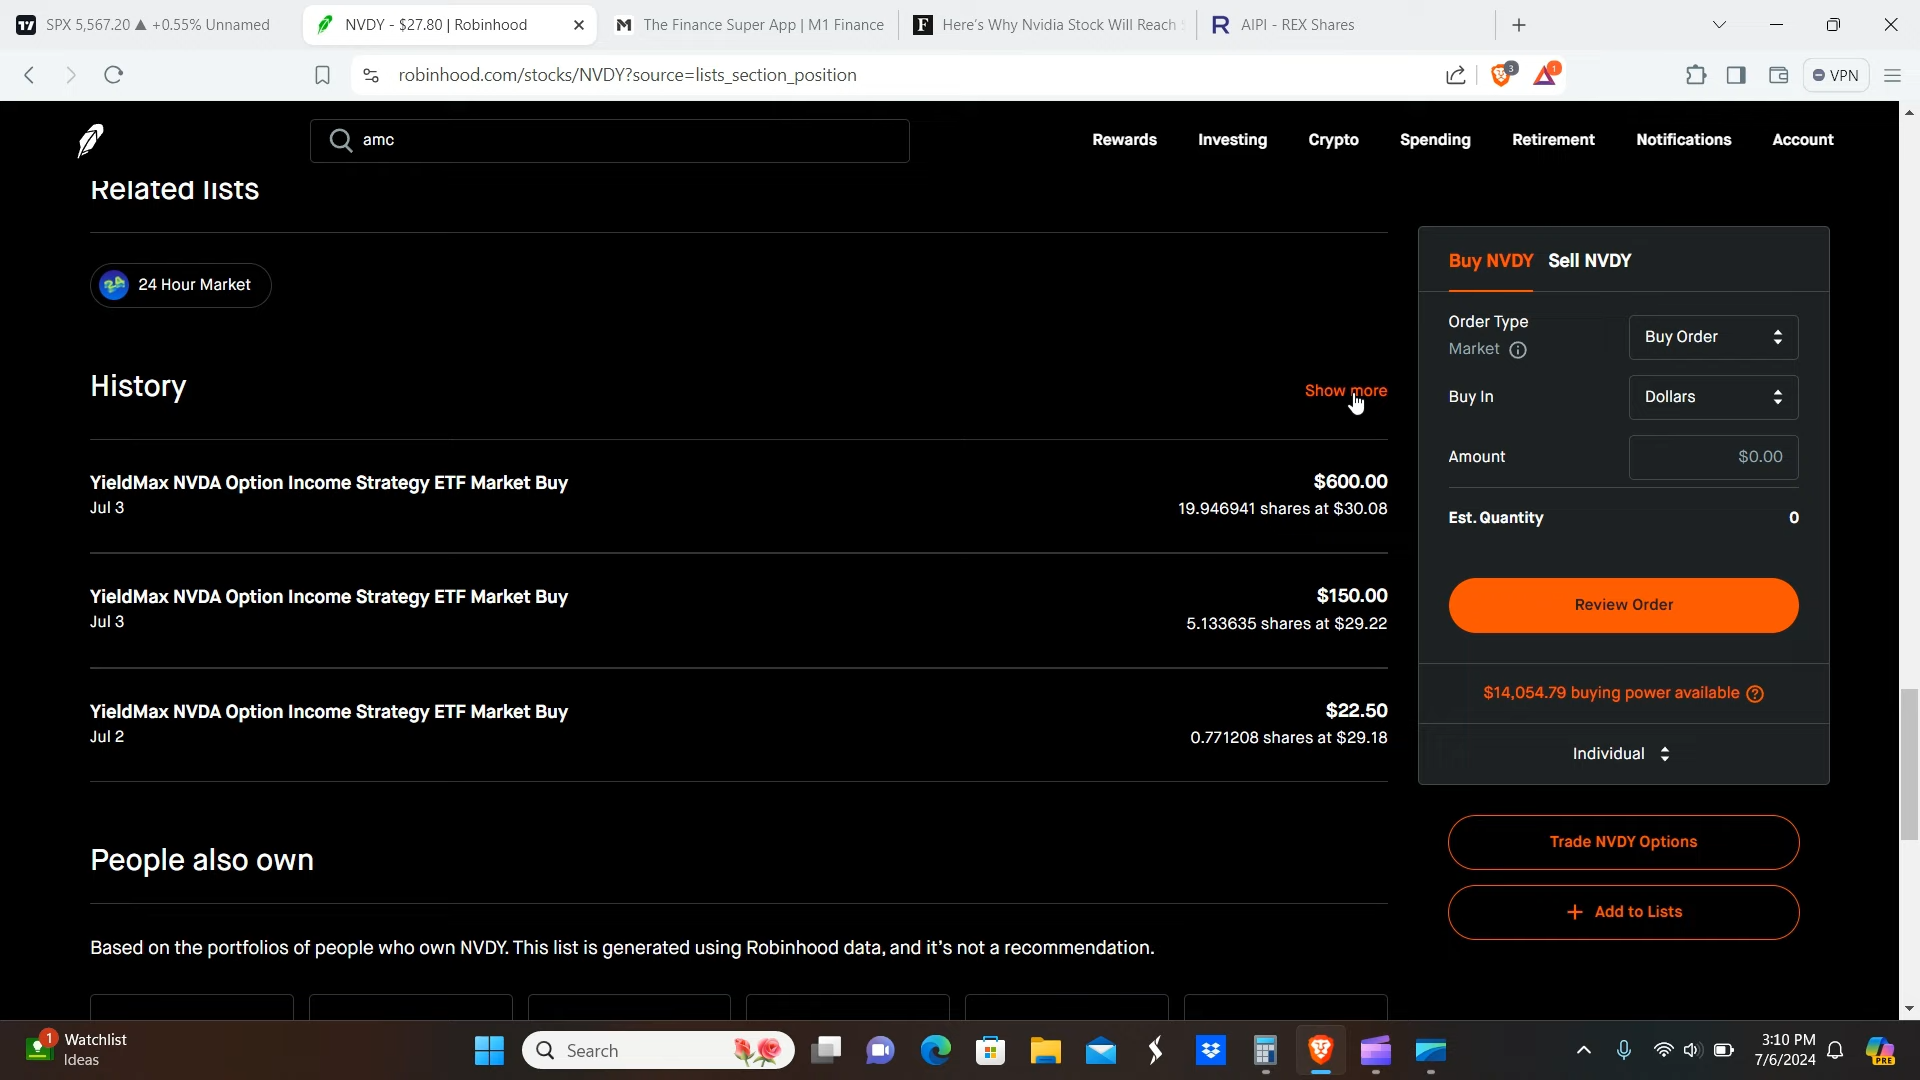 SPX 5,567.20 ▲ +0.55% Unnamed
NVDY - $27.80 | Robinhood
The Finance Super App | M1 Finance
Here's Why Nvidia Stock Will Reach
AIPI - REX Shares
robinhood.com/stocks/NVDY?source=lists_section_position
3
1
VPN
amc
Rewards
Investing
Crypto
Spending
Retirement
Notifications
Account
Related lists
24 Hour Market
History
Show more
YieldMax NVDA Option Income Strategy ETF Market Buy
$600.00
Jul 3
19.946941 shares at $30.08
YieldMax NVDA Option Income Strategy ETF Market Buy
$150.00
Jul 3
5.133635 shares at $29.22
YieldMax NVDA Option Income Strategy ETF Market Buy
$22.50
Jul 2
0.771208 shares at $29.18
People also own
Based on the portfolios of people who own NVDY. This list is generated using Robinhood data, and it's not a recommendation.
Buy NVDY
Sell NVDY
Order Type
Market
Buy Order
Buy In
Dollars
Amount
$0.00
Est. Quantity
0
Review Order
$14,054.79 buying power available
Individual
Trade NVDY Options
+ Add to Lists
1
Watchlist
Ideas
Search
3:10 PM
7/6/2024
PRE